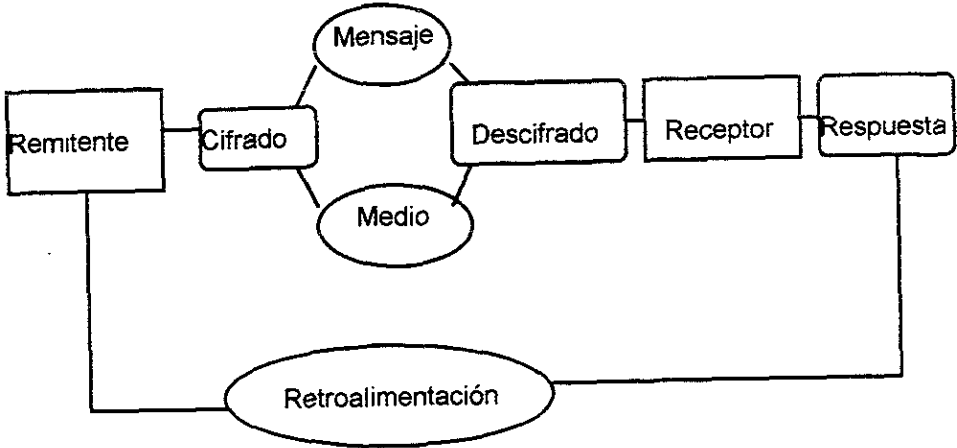 Mensaje
Remitente
Cifrado
Descifrado
Receptor
Respuesta
Medio
Retroalimentación